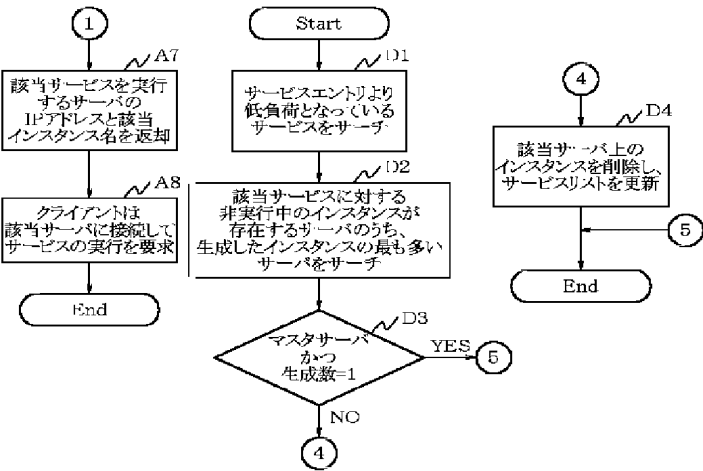 1
A7
該当サービスを実行
するサーバの
IPアドレスと該当
インスタンス名を返却
A8
クライアントは
該当サーバに接続して
サービスの実行を要求
End
Start
D1
サービスエントリより
低負荷となっている
サービスをサーチ
D2
該当サービスに対する
非実行中のインスタンスが
存在するサーバのうち、
生成したインスタンスの最も多い
サーバをサーチ
D3
マスタサーバ
かつ
生成数=1
YES
5
NO
4
4
D4
該当サーバ上の
インスタンスを削除し、
サービスリストを更新
5
End